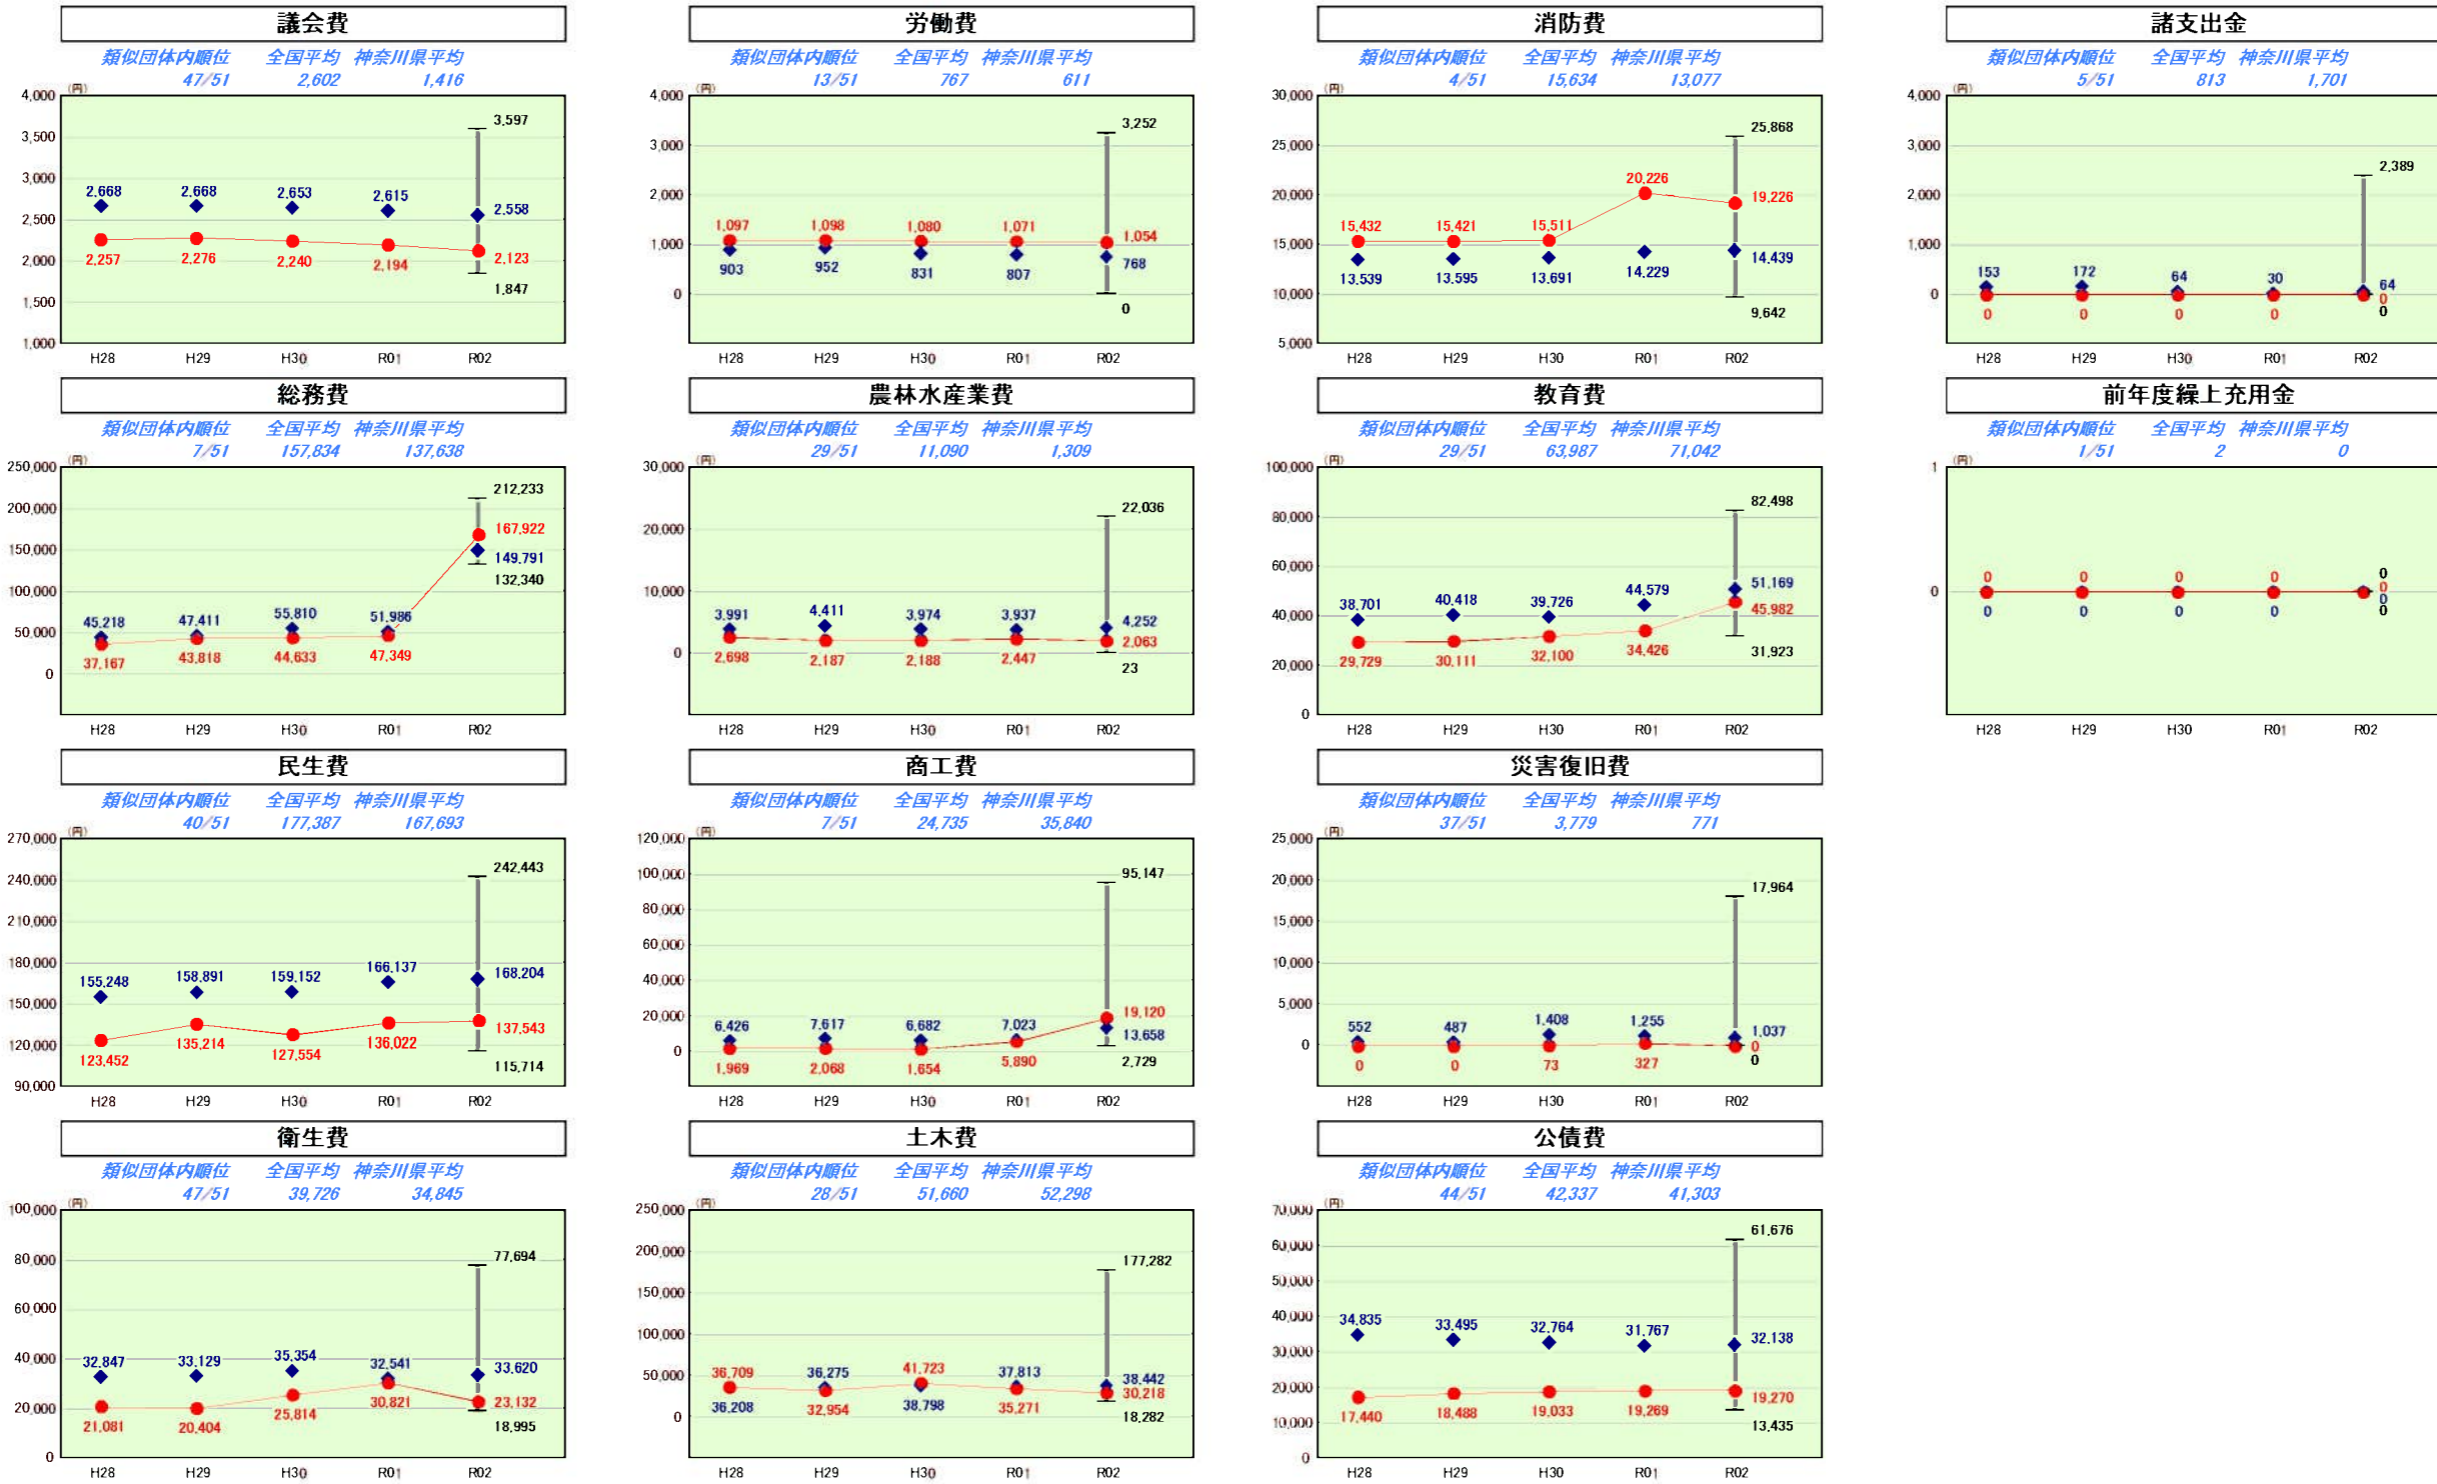 議会費
類似団体内順位 全国平均 神奈川県平均
47/51 2,602 1,416
(円)
4,000
3,500
3,000
2,500
2,000
1,500
1,000
3,597
2,668 2,668 2,653 2,615 2,558
2,257 2,276 2,240 2,194 2,123
1,847
H28 H29 H30 R01 R02
労働費
類似団体内順位 全国平均 神奈川県平均
13/51 767 611
(円)
4,000
3,000
2,000
1,000
0
3,252
1,097 1,098 1,080 1,071 1,054
903 952 831 807 768
0
H28 H29 H30 R01 R02
消防費
類似団体内順位 全国平均 神奈川県平均
4/51 15,634 13,077
(円)
30,000
25,000
20,000
15,000
10,000
5,000
25,868
15,432 15,421 15,511 20,226 19,226
13,539 13,595 13,691 14,229 14,439
9,642
H28 H29 H30 R01 R02
諸支出金
類似団体内順位 全国平均 神奈川県平均
5/51 813 1,701
(円)
4,000
3,000
2,000
1,000
0
2,389
153 172 64 30 64
0 0 0 0 0
0
H28 H29 H30 R01 R02
総務費
類似団体内順位 全国平均 神奈川県平均
7/51 157,834 137,638
(円)
250,000
200,000
150,000
100,000
50,000
0
212,233
167,922
149,791
132,340
45,218 47,411 55,810 51,986
37,167 43,818 44,633 47,349
H28 H29 H30 R01 R02
農林水産業費
類似団体内順位 全国平均 神奈川県平均
29/51 11,090 1,309
(円)
30,000
20,000
10,000
0
22,036
3,991 4,411 3,974 3,937 4,252
2,698 2,187 2,188 2,447 2,063
23
H28 H29 H30 R01 R02
教育費
類似団体内順位 全国平均 神奈川県平均
29/51 63,987 71,042
(円)
100,000
80,000
60,000
40,000
20,000
0
82,498
38,701 40,418 39,726 44,579 51,169
29,729 30,111 32,100 34,426 45,982
31,923
H28 H29 H30 R01 R02
前年度繰上充用金
類似団体内順位 全国平均 神奈川県平均
1/51 2 0
(円)
1
0
0
0 0 0 0 0
0 0 0 0 0
0
H28 H29 H30 R01 R02
民生費
類似団体内順位 全国平均 神奈川県平均
40/51 177,387 167,693
(円)
270,000
240,000
210,000
180,000
150,000
120,000
90,000
242,443
155,248 158,891 159,152 166,137 168,204
123,452 135,214 127,554 136,022 137,543
115,714
H28 H29 H30 R01 R02
商工費
類似団体内順位 全国平均 神奈川県平均
7/51 24,735 35,840
(円)
120,000
100,000
80,000
60,000
40,000
20,000
0
95,147
19,120
6,426 7,617 6,682 7,023 13,658
1,969 2,068 1,654 5,890
2,729
H28 H29 H30 R01 R02
災害復旧費
類似団体内順位 全国平均 神奈川県平均
37/51 3,779 771
(円)
25,000
20,000
15,000
10,000
5,000
0
17,964
552 487 1,408 1,255 1,037
0 0 73 327 0
0
H28 H29 H30 R01 R02
衛生費
類似団体内順位 全国平均 神奈川県平均
47/51 39,726 34,845
(円)
100,000
80,000
60,000
40,000
20,000
0
77,694
32,847 33,129 35,354 32,541 33,620
21,081 20,404 25,814 30,821 23,132
18,995
H28 H29 H30 R01 R02
土木費
類似団体内順位 全国平均 神奈川県平均
28/51 51,660 52,298
(円)
250,000
200,000
150,000
100,000
50,000
0
177,282
36,709 36,275 41,723 37,813 38,442
36,208 32,954 38,798 35,271 30,218
18,282
H28 H29 H30 R01 R02
公債費
類似団体内順位 全国平均 神奈川県平均
44/51 42,337 41,303
(円)
70,000
60,000
50,000
40,000
30,000
20,000
10,000
0
61,676
34,835 33,495 32,764 31,767 32,138
17,440 18,488 19,033 19,269 19,270
13,435
H28 H29 H30 R01 R02